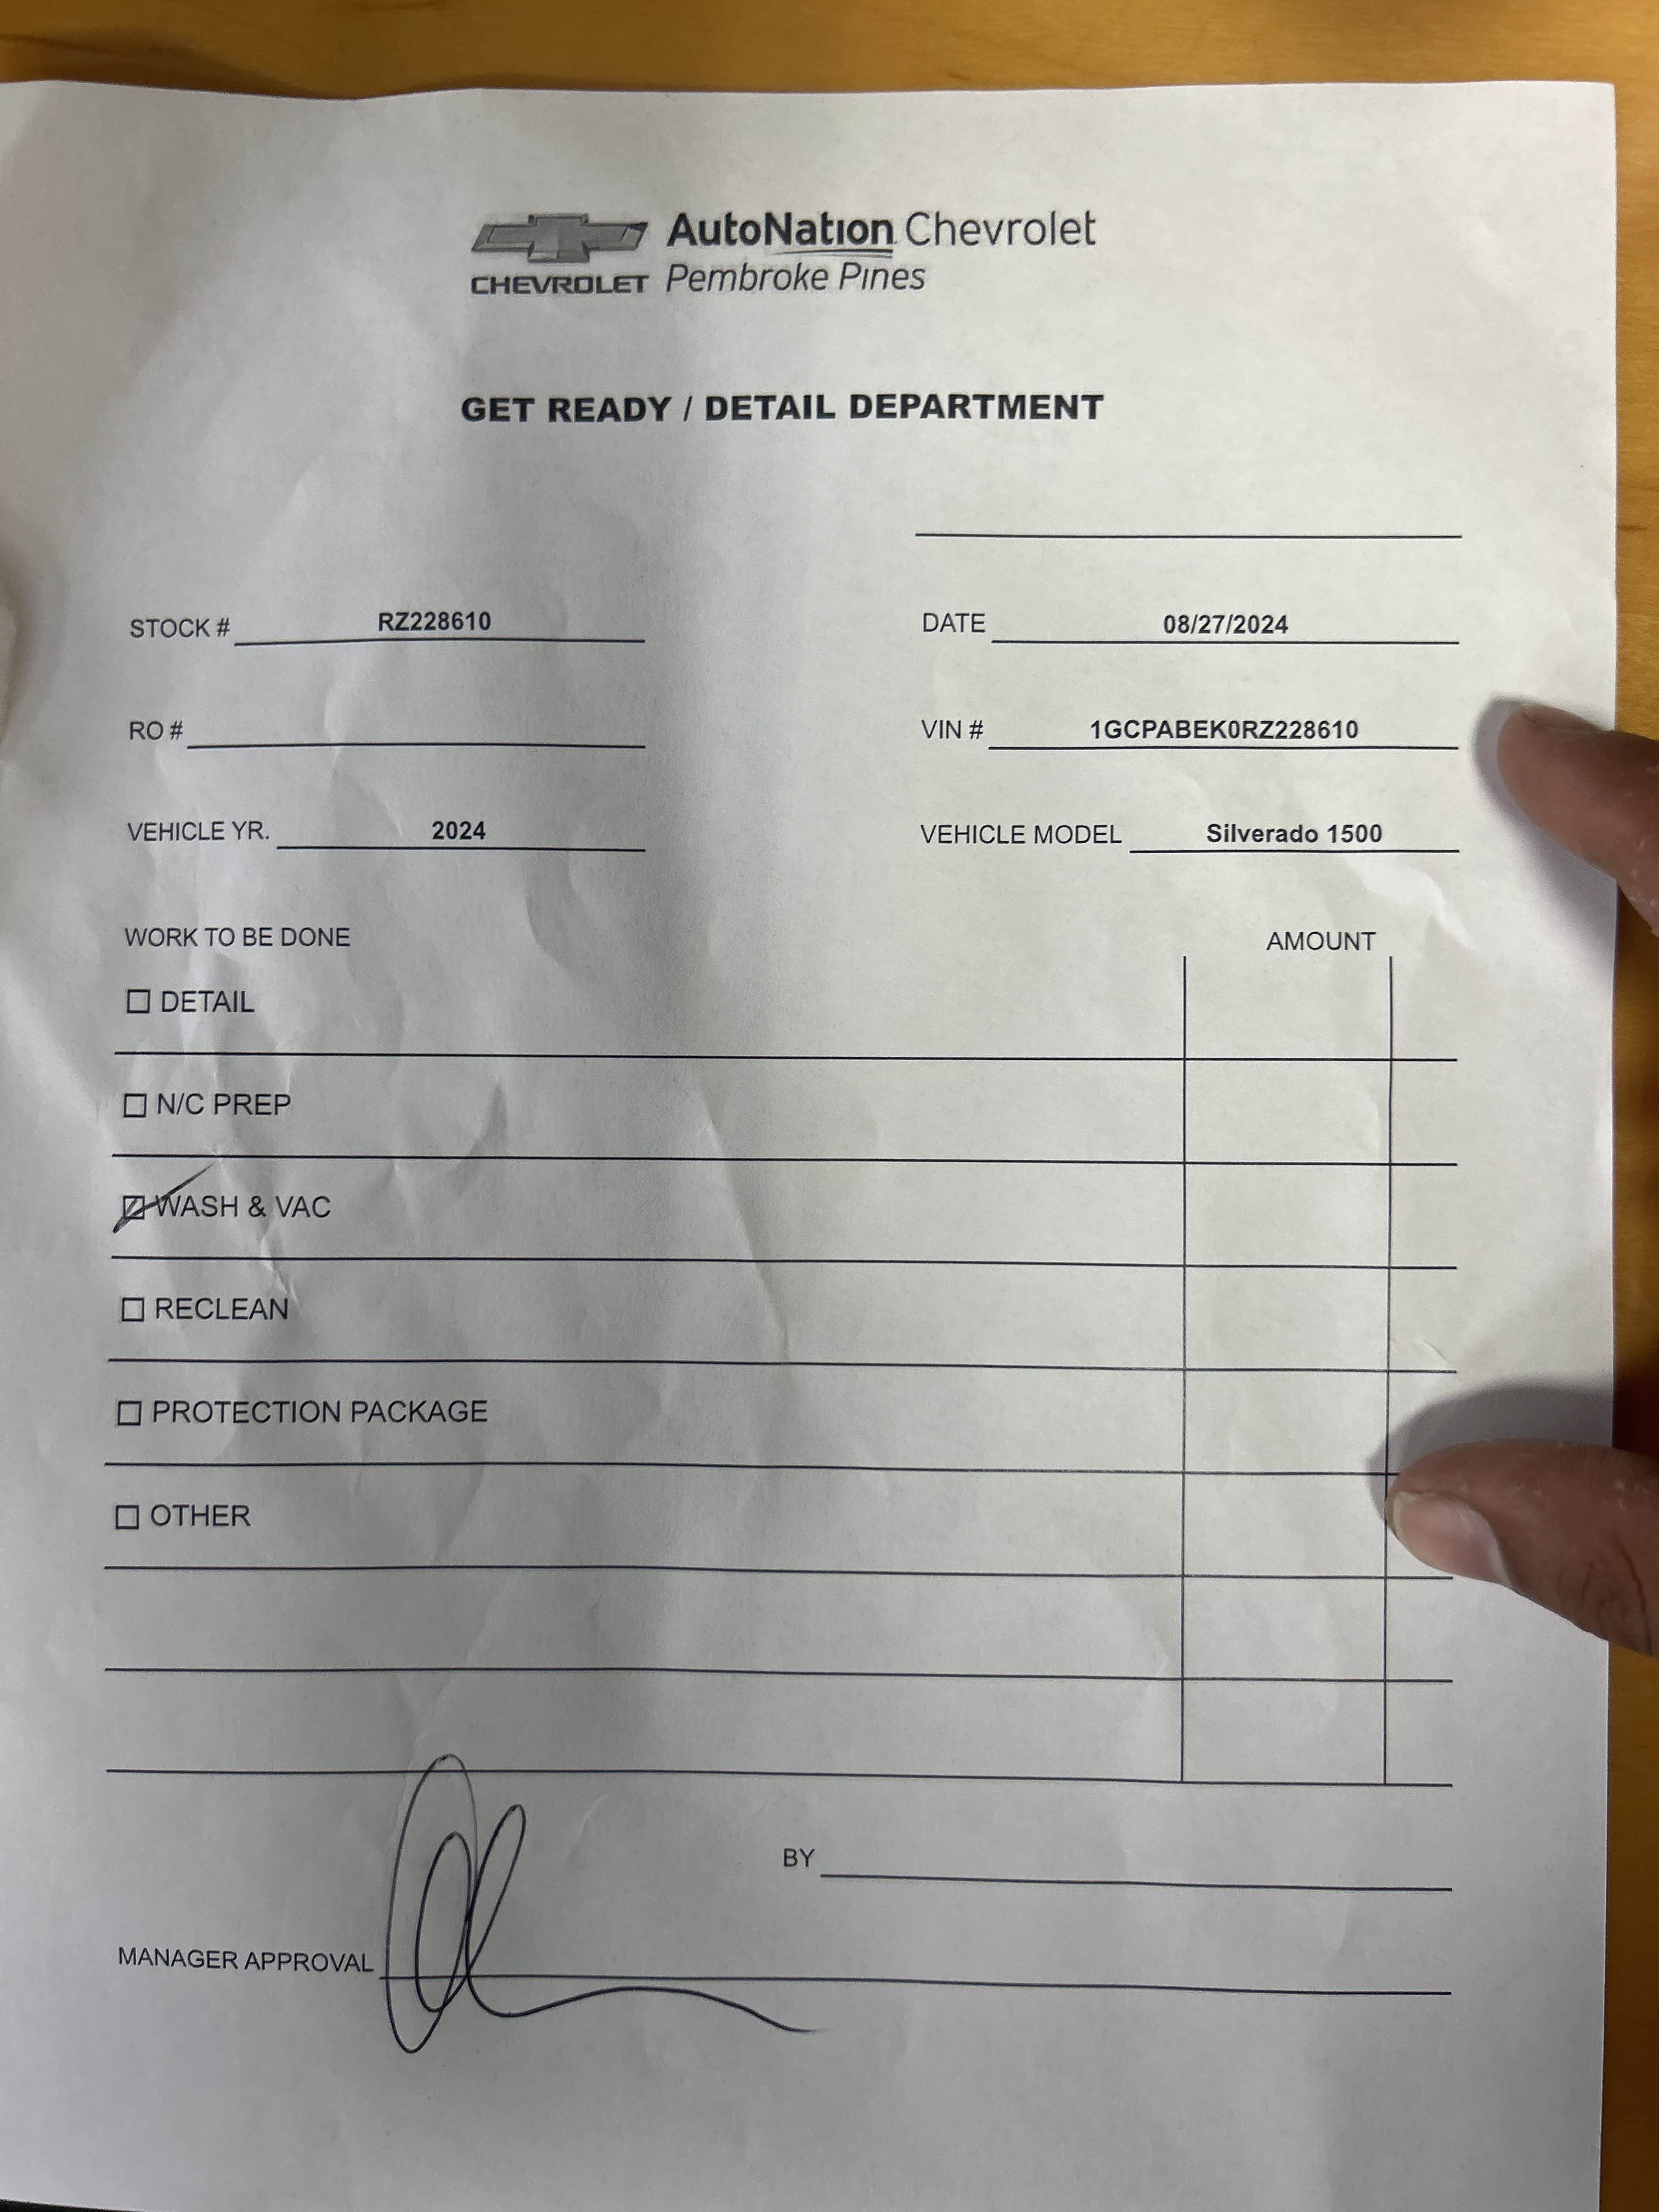 AutoNation Chevrolet
CHEVROLET Pembroke Pines
GET READY / DETAIL DEPARTMENT
STOCK # RZ228610 DATE 08/27/2024
RO # VIN # 1GCPABEK0RZ228610
VEHICLE YR. 2024 VEHICLE MODEL Silverado 1500
WORK TO BE DONE AMOUNT
DETAIL
N/C PREP
WASH & VAC
RECLEAN
PROTECTION PACKAGE
OTHER
BY
MANAGER APPROVAL